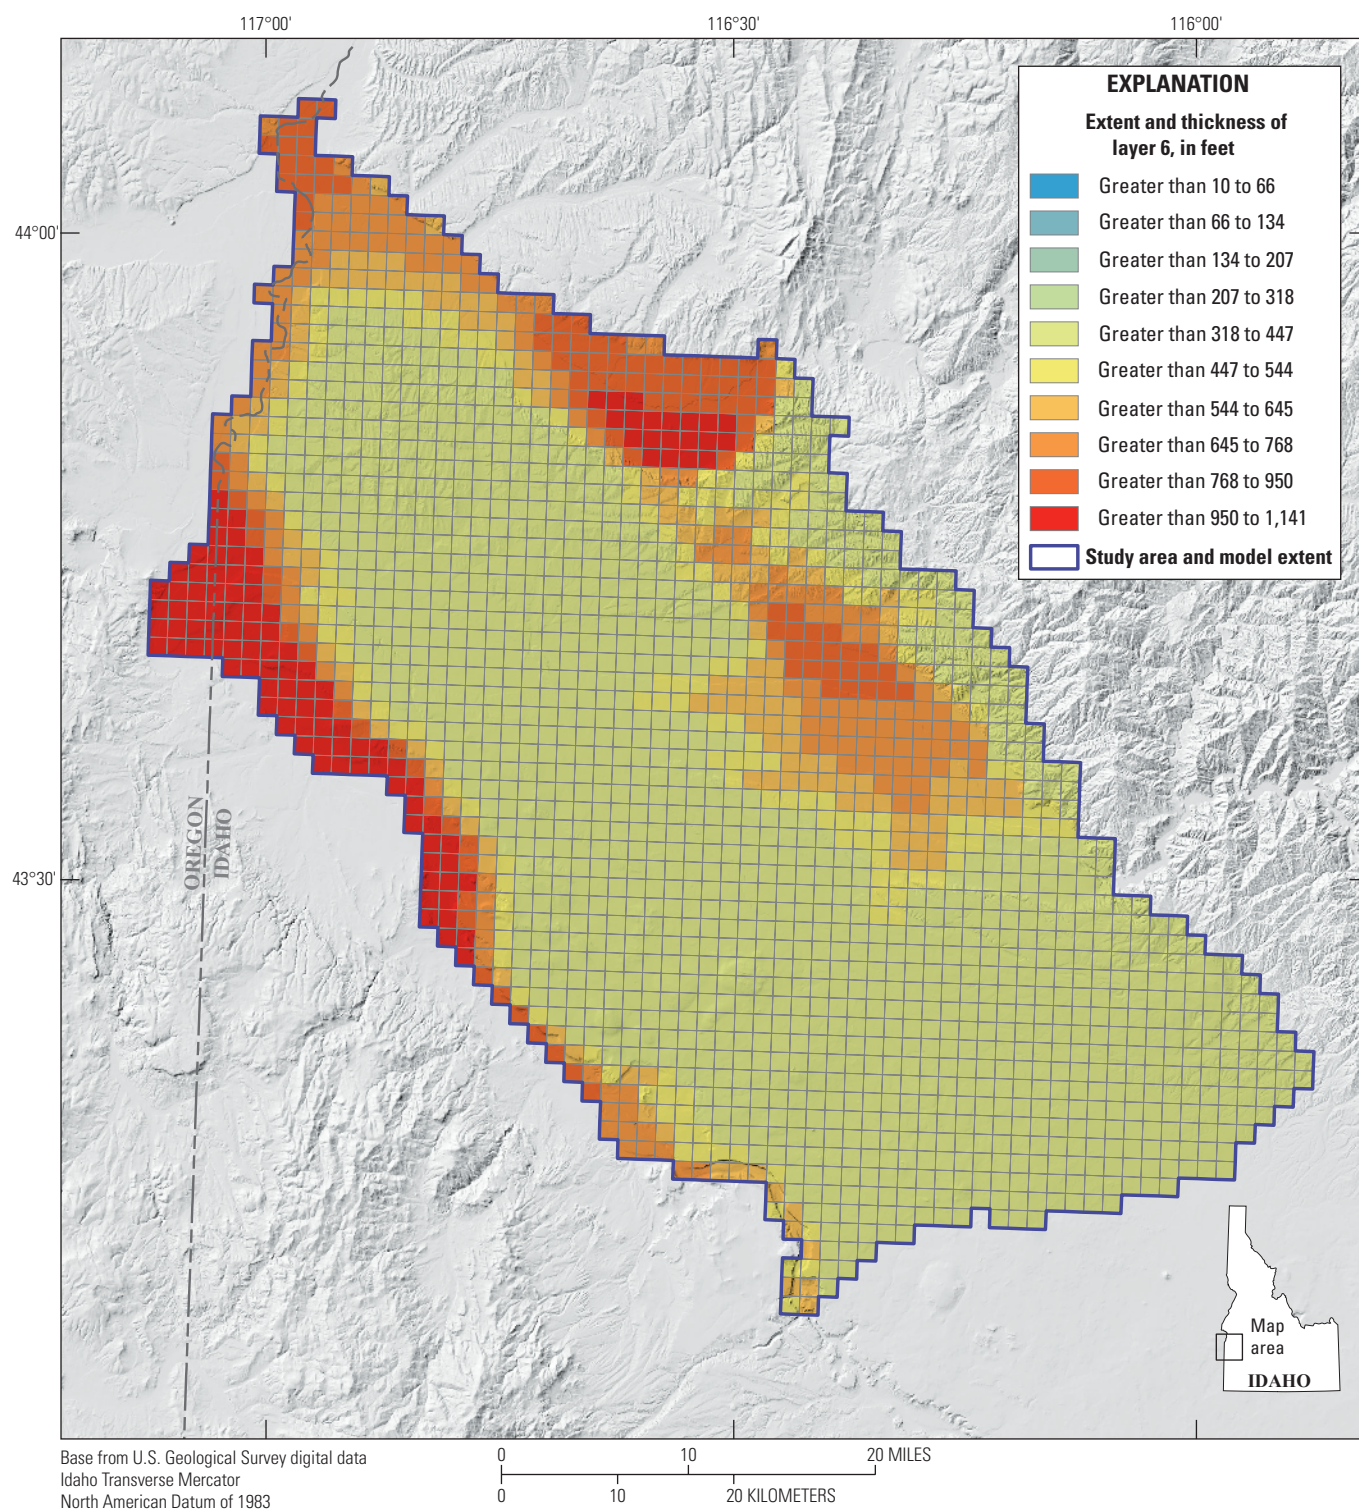 117°00'
116°30'
116°00'
EXPLANATION
Extent and thickness of
layer 6, in feet
Greater than 10 to 66
Greater than 66 to 134
Greater than 134 to 207
Greater than 207 to 318
Greater than 318 to 447
Greater than 447 to 544
Greater than 544 to 645
Greater than 645 to 768
Greater than 768 to 950
Greater than 950 to 1,141
Study area and model extent
44°00'
43°30'
OREGON
IDAHO
Map
area
IDAHO
Base from U.S. Geological Survey digital data
Idaho Transverse Mercator
North American Datum of 1983
0 10 20 MILES
0 10 20 KILOMETERS